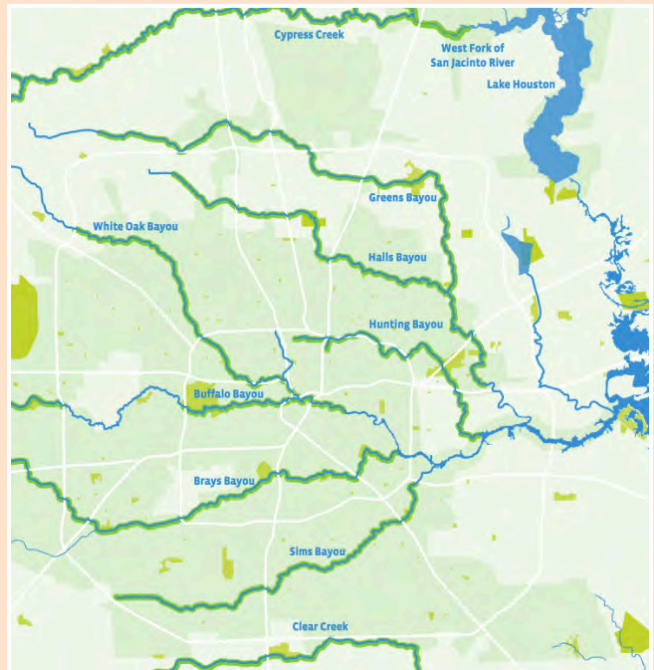 Cypress Creek
West Fork of
San Jacinto River
Lake Houston
Greens Bayou
White Oak Bayou
Halls Bayou
Hunting Bayou
Buffalo Bayou
Brays Bayou
Sims Bayou
Clear Creek